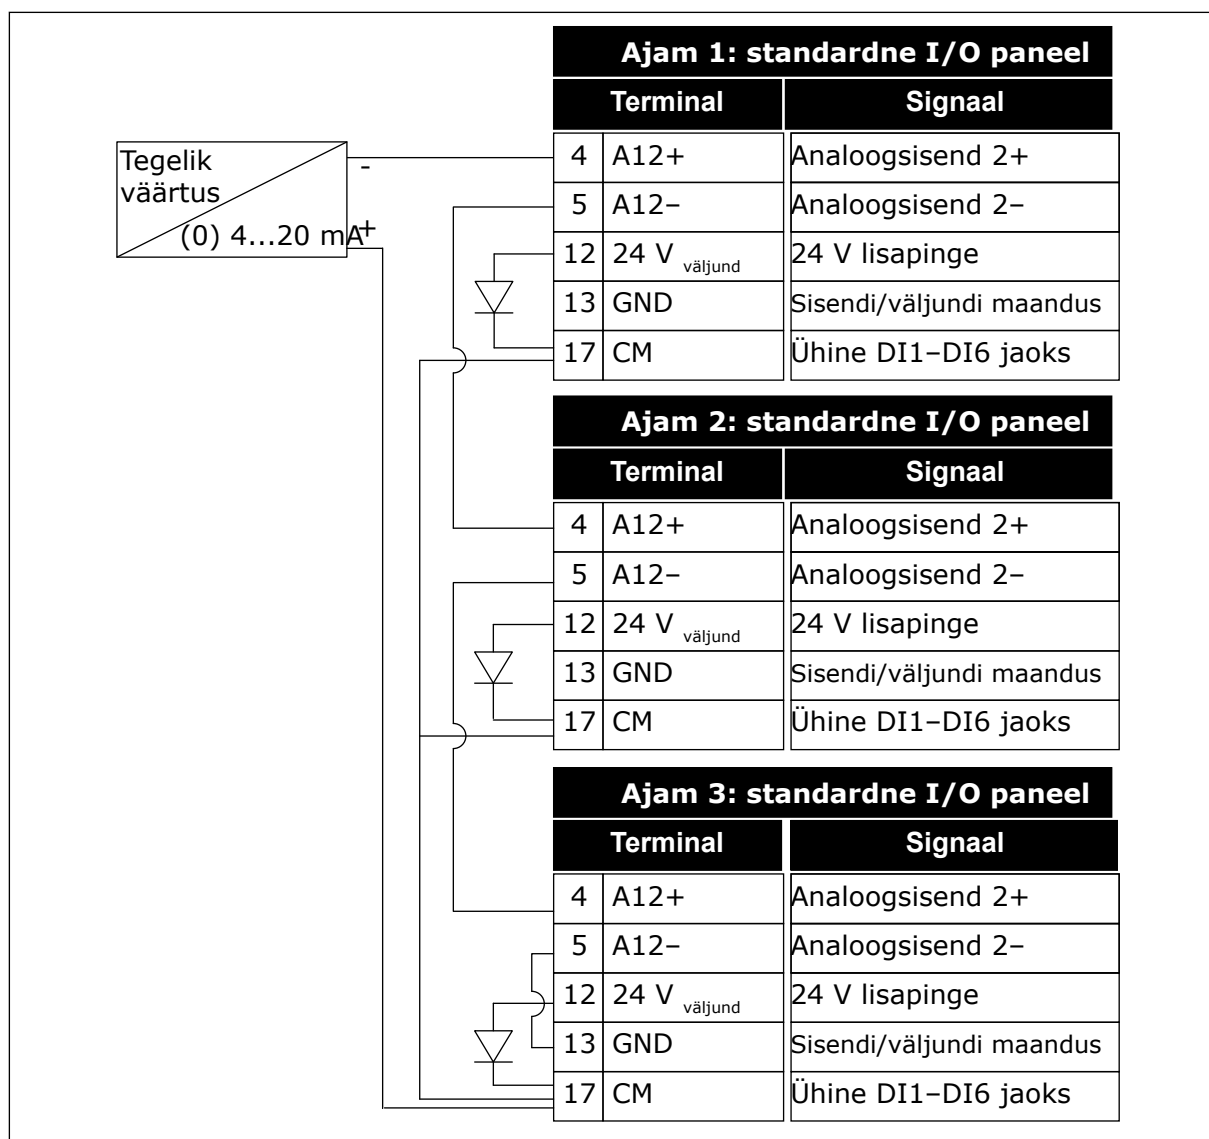 Ajam 1: standardne I/O paneel
Terminal Signaal
Tegelik
väärtus
(0) 4...20 mA
-
+
4 A12+ Analoogsisend 2+
5 A12– Analoogsisend 2–
12 24 V väljund 24 V lisapinge
13 GND Sisendi/väljundi maandus
17 CM Ühine DI1–DI6 jaoks
Ajam 2: standardne I/O paneel
Terminal Signaal
4 A12+ Analoogsisend 2+
5 A12– Analoogsisend 2–
12 24 V väljund 24 V lisapinge
13 GND Sisendi/väljundi maandus
17 CM Ühine DI1–DI6 jaoks
Ajam 3: standardne I/O paneel
Terminal Signaal
4 A12+ Analoogsisend 2+
5 A12– Analoogsisend 2–
12 24 V väljund 24 V lisapinge
13 GND Sisendi/väljundi maandus
17 CM Ühine DI1–DI6 jaoks